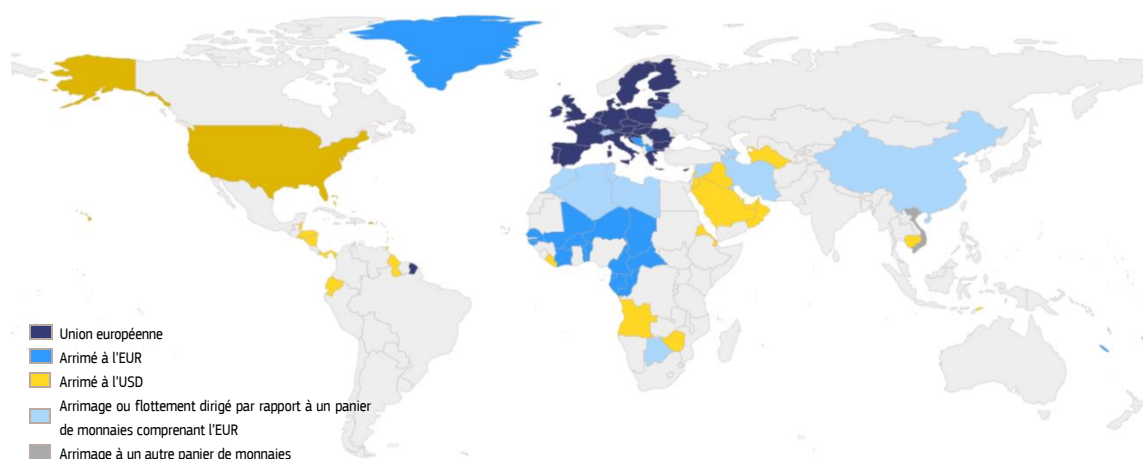 Union européenne
Arrimé à l’EUR
Arrimé à l’USD
Arrimage ou flottement dirigé par rapport à un panier
de monnaies comprenant l’EUR
Arrimage à un autre panier de monnaies